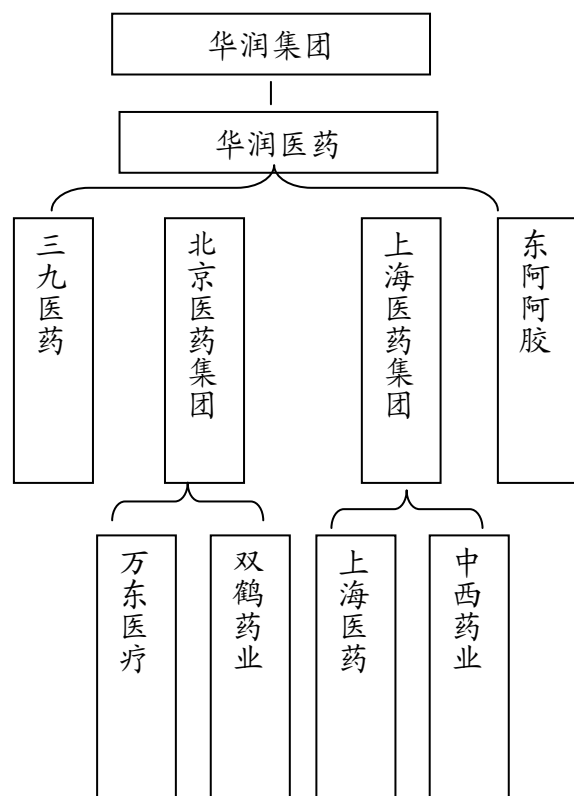 华润集团
华润医药
三九医药
北京医药集团
上海医药集团
东阿阿胶
万东医疗
双鹤药业
上海医药
中西药业